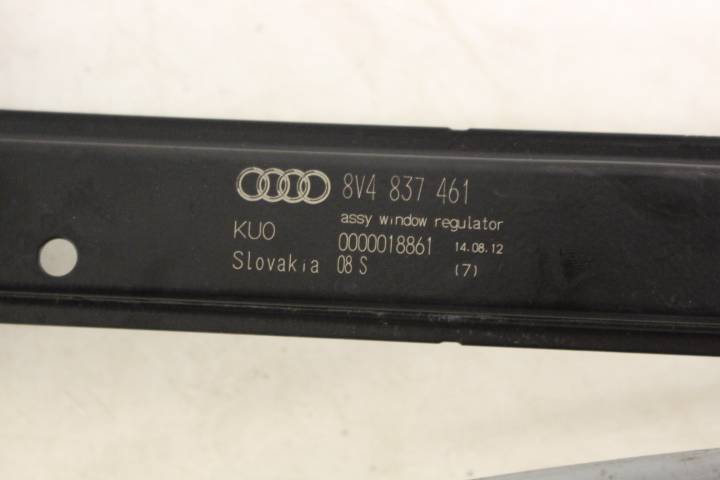 8V4 837 461
assy window regulator
KUO 0000018861 14.08.12
Slovakia 08 S (7)